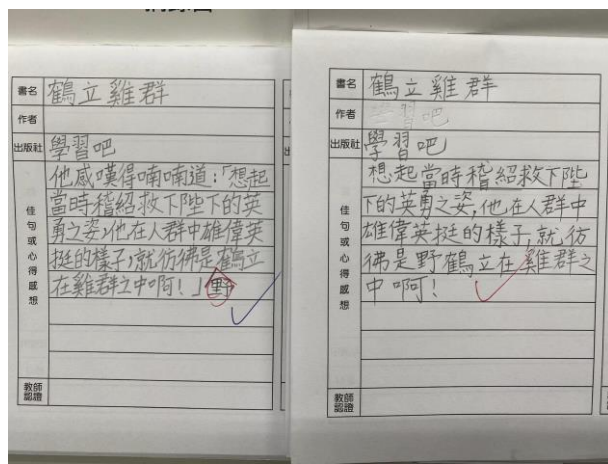 書名
鶴立雞群
作者
出版社
學習吧
佳句或心得感想
他感嘆得喃喃道:「想起
當時稽紹救下陛下的英
勇之姿,他在人群中雄偉英
挺的樣子,就彷彿是鶴立
在雞群之中啊!」野
教師
認證
書名
鶴立雞群
作者
學習吧
出版社
學習吧
佳句或心得感想
想起當時稽紹救下陛
下的英勇之姿,他在人群中
雄偉英挺的樣子,就彷
彿是野鶴立在雞群之
中啊!
教師
認證